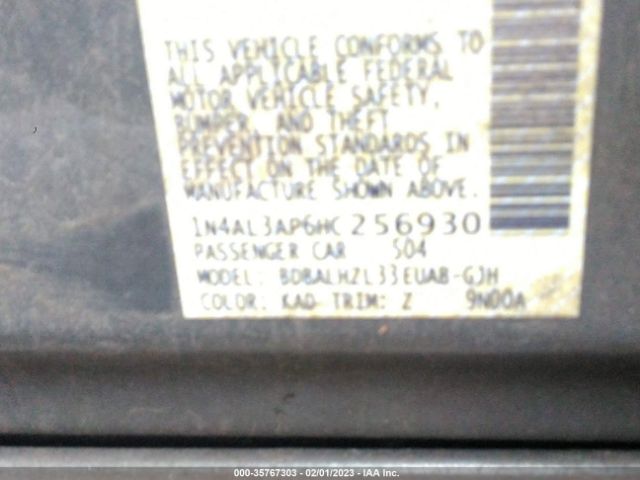 THIS VEHICLE CONFORMS TO
ALL APPLICABLE FEDERAL
MOTOR VEHICLE SAFETY,
BUMPER, AND THEFT
PREVENTION STANDARDS IN
EFFECT ON THE DATE OF
MANUFACTURE SHOWN ABOVE.
1N4AL3AP6HC256930
PASSENGER CAR 504
MODEL: BDBALHZL33EUAB-GJH
COLOR: KAD TRIM: Z 9N00A
000-35767303 - 02/01/2023 - IAA Inc.